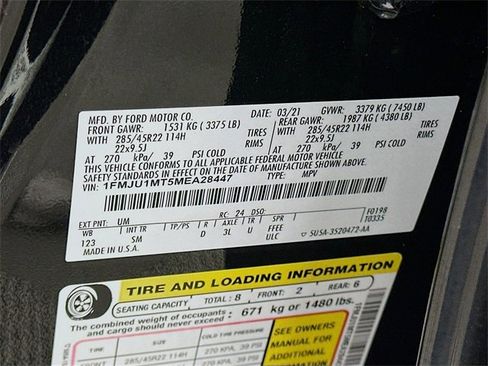 MFD. BY FORD MOTOR CO.
DATE: 03/21 GVWR: 3379 KG (7450 LB)
FRONT GAWR: 1531 KG (3375 LB) REAR GAWR: 1987 KG (4380 LB)
WITH 285/45R22 114H TIRES WITH 285/45R22 114H TIRES
22x9.5J RIMS 22x9.5J RIMS
AT 270 kPa/ 39 PSI COLD AT 270 kPa/ 39 PSI COLD
THIS VEHICLE CONFORMS TO ALL APPLICABLE FEDERAL MOTOR VEHICLE
SAFETY STANDARDS IN EFFECT ON THE DATE OF MANUFACTURE SHOWN ABOVE.
VIN: 1FMJU1MT5MEA28447 TYPE: MPV
EXT PNT: UM RC: 24 DSO: F0198
WB INT TR TP/PS R AXLE TR SPR T0335
123 SM D 3L U FFEE
ULC 5USA-3520472-AA
MADE IN U.S.A.
TIRE AND LOADING INFORMATION
SEATING CAPACITY TOTAL: 8 FRONT: 2 REAR: 6
The combined weight of occupants
and cargo should never exceed: 671 kg or 1480 lbs.
TIRE SIZE COLD TIRE PRESSURE
285/45R22 114H 270 KPA, 39 PSI
SEE OWNERS
MANUAL FOR
ADDITIONAL